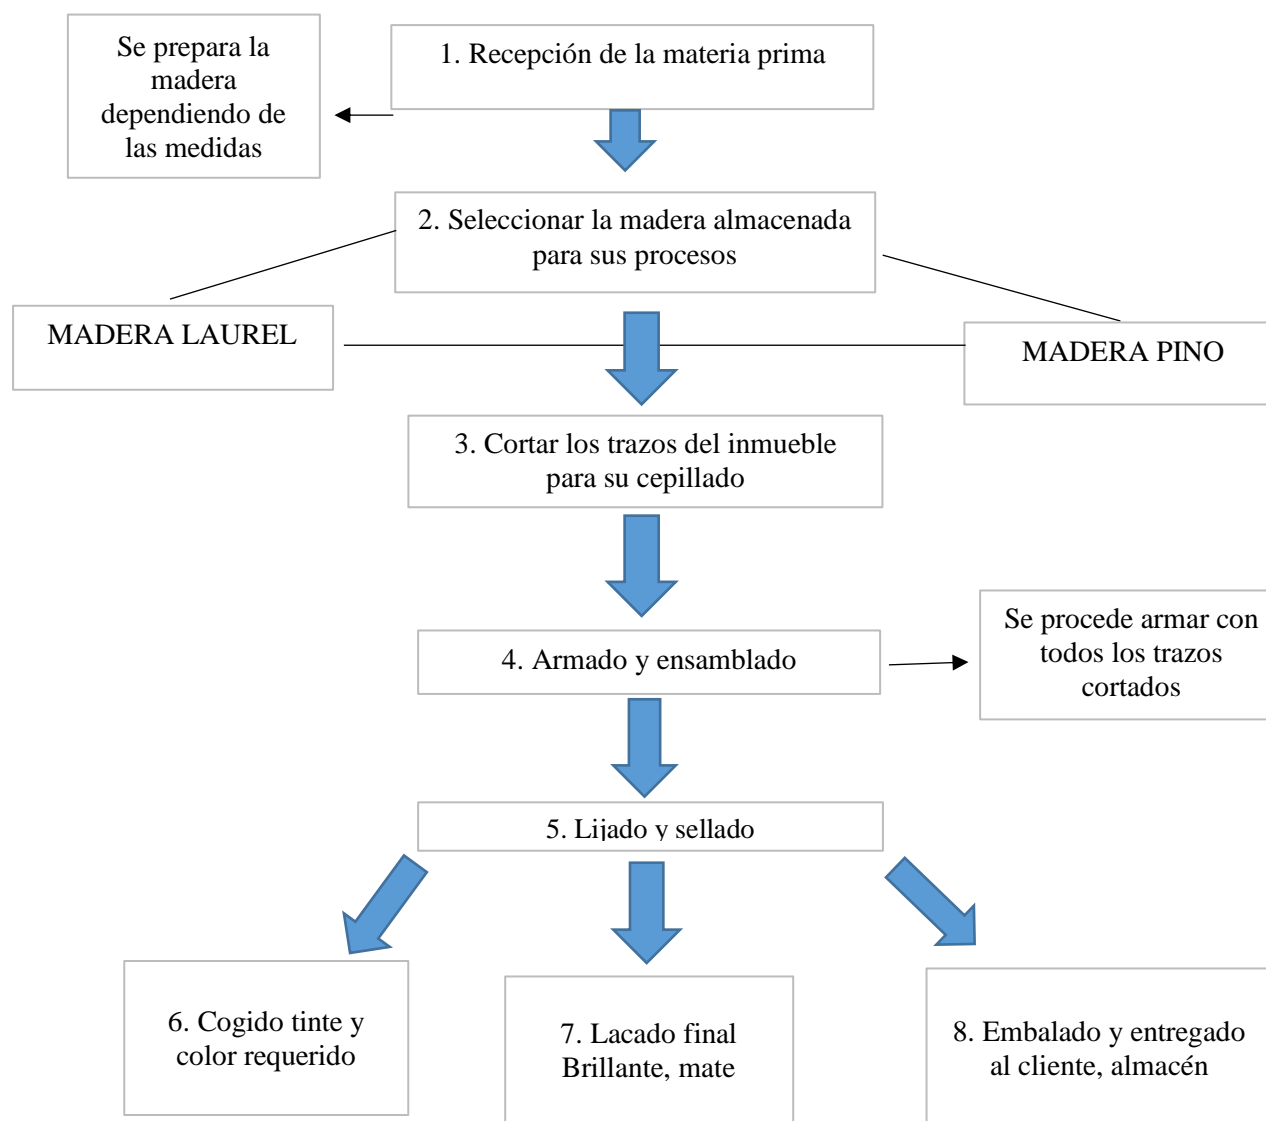 Se prepara la
madera
dependiendo de
las medidas
1. Recepción de la materia prima
2. Seleccionar la madera almacenada
para sus procesos
MADERA LAUREL
MADERA PINO
3. Cortar los trazos del inmueble
para su cepillado
4. Armado y ensamblado
Se procede armar con
todos los trazos
cortados
5. Lijado y sellado
6. Cogido tinte y
color requerido
7. Lacado final
Brillante, mate
8. Embalado y entregado
al cliente, almacén